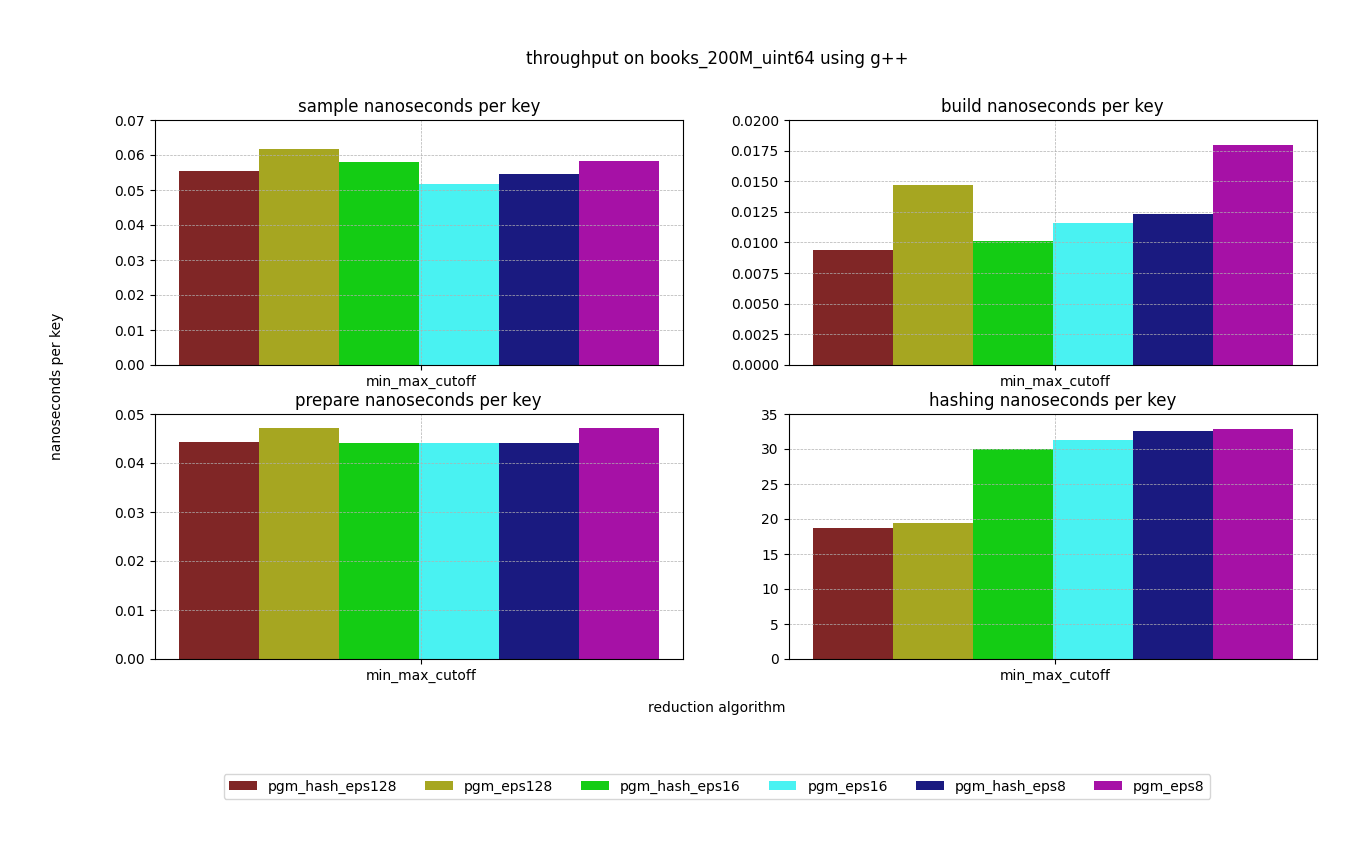 throughput on books_200M_uint64 using g++
sample nanoseconds per key
0.07
0.06
0.05
0.04
0.03
0.02
0.01
0.00
min_max_cutoff
build nanoseconds per key
0.0200
0.0175
0.0150
0.0125
0.0100
0.0075
0.0050
0.0025
0.0000
min_max_cutoff
nanoseconds per key
prepare nanoseconds per key
0.05
0.04
0.03
0.02
0.01
0.00
min_max_cutoff
hashing nanoseconds per key
35
30
25
20
15
10
5
0
min_max_cutoff
reduction algorithm
pgm_hash_eps128 pgm_eps128 pgm_hash_eps16 pgm_eps16 pgm_hash_eps8 pgm_eps8